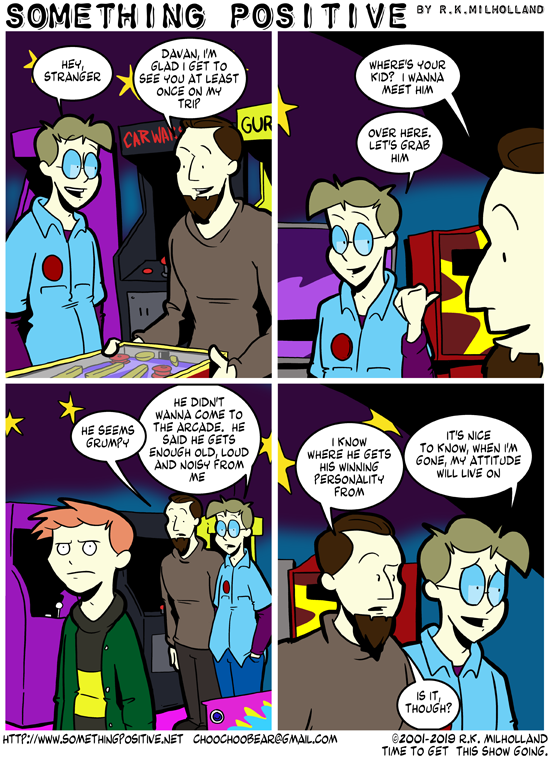 SOMETHING POSITIVE BY R.K.MILHOLLAND
HEY,
STRANGER
DAVAN, I'M
GLAD I GET TO
SEE YOU AT LEAST
ONCE ON MY
TRIP
CAR WA
GUR
WHERE'S YOUR
KID? I WANNA
MEET HIM
OVER HERE.
LET'S GRAB
HIM
HE SEEMS
GRUMPY
HE DIDN'T
WANNA COME TO
THE ARCADE. HE
SAID HE GETS
ENOUGH OLD, LOUD
AND NOISY FROM
ME
I KNOW
WHERE HE GETS
HIS WINNING
PERSONALITY
FROM
IT'S NICE
TO KNOW, WHEN I'M
GONE, MY ATTITUDE
WILL LIVE ON
IS IT,
THOUGH?
HTTP://WWW.SOMETHINGPOSITIVE.NET CHOOCHOOBEAR@GMAIL.COM
©2001-2019 R.K. MILHOLLAND
TIME TO GET THIS SHOW GOING.